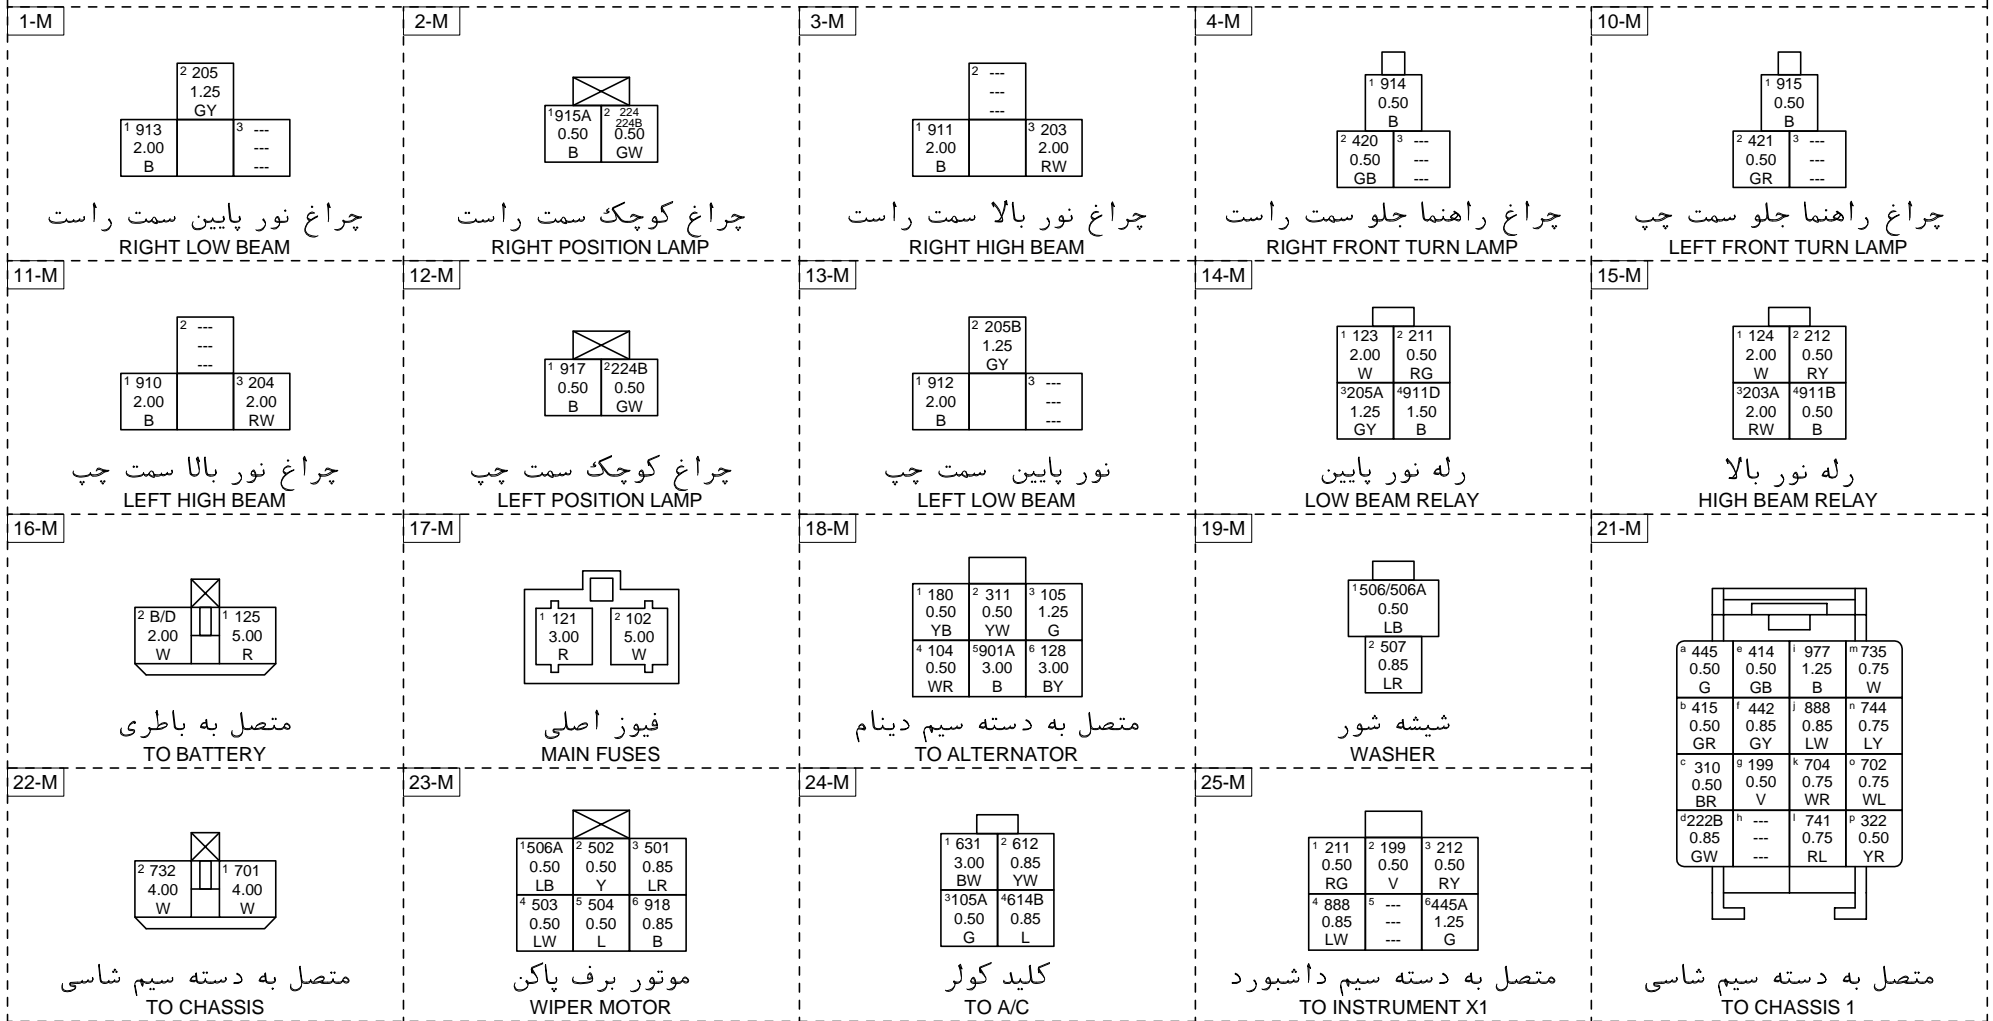 1-M
2 205
1.25
GY
1 913
2.00
B
3 ---
---
---
چراغ نور پایین سمت راست
RIGHT LOW BEAM
2-M
1 915A
0.50
B
2 224
224B
0.50
GW
چراغ کوچک سمت راست
RIGHT POSITION LAMP
3-M
2 ---
---
---
1 911
2.00
B
3 203
2.00
RW
چراغ نور بالا سمت راست
RIGHT HIGH BEAM
4-M
1 914
0.50
B
2 420
0.50
GB
3 ---
---
---
چراغ راهنما جلو سمت راست
RIGHT FRONT TURN LAMP
10-M
1 915
0.50
B
2 421
0.50
GR
3 ---
---
---
چراغ راهنما جلو سمت چپ
LEFT FRONT TURN LAMP
11-M
2 ---
---
---
1 910
2.00
B
3 204
2.00
RW
چراغ نور بالا سمت چپ
LEFT HIGH BEAM
12-M
1 917
0.50
B
2 224B
0.50
GW
چراغ کوچک سمت چپ
LEFT POSITION LAMP
13-M
2 205B
1.25
GY
1 912
2.00
B
3 ---
---
---
نور پایین سمت چپ
LEFT LOW BEAM
14-M
1 123
2.00
W
2 211
0.50
RG
3 205A
1.25
GY
4 911D
1.50
B
رله نور پایین
LOW BEAM RELAY
15-M
1 124
2.00
W
2 212
0.50
RY
3 203A
2.00
RW
4 911B
0.50
B
رله نور بالا
HIGH BEAM RELAY
16-M
2 B/D
2.00
W
1 125
5.00
R
متصل به باطری
TO BATTERY
17-M
1 121
3.00
R
2 102
5.00
W
فیوز اصلی
MAIN FUSES
18-M
1 180
0.50
YB
2 311
0.50
YW
3 105
1.25
G
4 104
0.50
WR
5 901A
3.00
B
6 128
3.00
BY
متصل به دسته سیم دینام
TO ALTERNATOR
19-M
1 506/506A
0.50
LB
2 507
0.85
LR
شیشه شور
WASHER
21-M
a 445
0.50
G
e 414
0.50
GB
i 977
1.25
B
m 735
0.75
W
b 415
0.50
GR
f 442
0.85
GY
j 888
0.85
LW
n 744
0.75
LY
c 310
0.50
BR
g 199
0.50
V
k 704
0.75
WR
o 702
0.75
WL
d 222B
0.85
GW
h ---
---
---
l 741
0.75
RL
p 322
0.50
YR
متصل به دسته سیم شاسی
TO CHASSIS 1
22-M
2 732
4.00
W
1 701
4.00
W
متصل به دسته سیم شاسی
TO CHASSIS
23-M
1 506A
0.50
LB
2 502
0.50
Y
3 501
0.85
LR
4 503
0.50
LW
5 504
0.50
L
6 918
0.85
B
موتور برف پاکن
WIPER MOTOR
24-M
1 631
3.00
BW
2 612
0.85
YW
3 105A
0.50
G
4 614B
0.85
L
کلید کولر
TO A/C
25-M
1 211
0.50
RG
2 199
0.50
V
3 212
0.50
RY
4 888
0.85
LW
5 ---
---
---
6 445A
1.25
G
متصل به دسته سیم داشبورد
TO INSTRUMENT X1